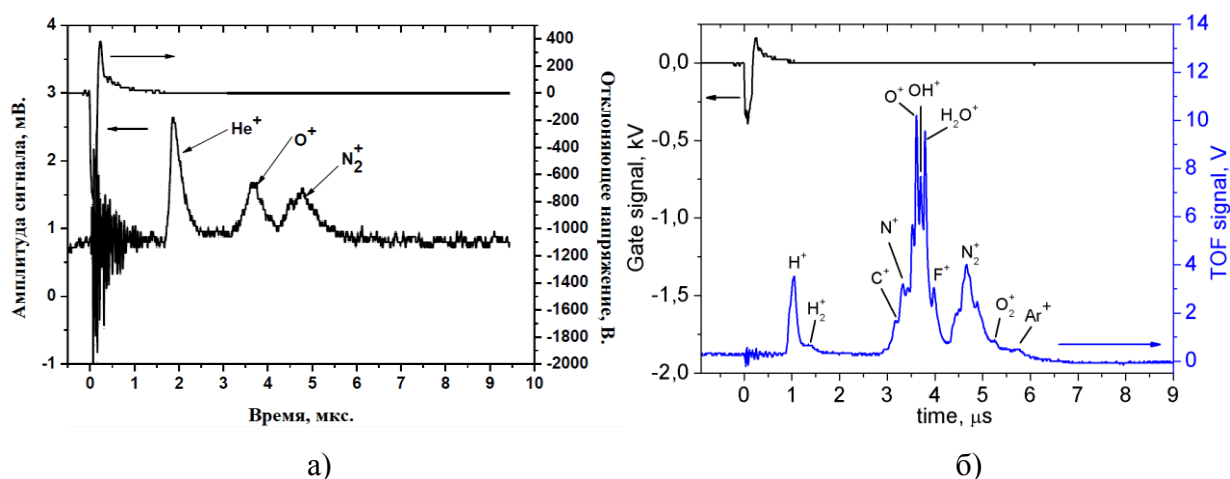 Амплитуда сигнала, мВ.
4
3
2
1
0
-1
400
200
0
-200
-400
-600
-800
-1000
-1200
-1400
-1600
-1800
-2000
Отклоняющее напряжение, В.
He+
O+
N2+
0 1 2 3 4 5 6 7 8 9 10
Время, мкс.
а)
Gate signal, kV
0,0
-0,5
-1,0
-1,5
-2,0
14
12
10
8
6
4
2
0
TOF signal, V
H+
H2+
C+
N+
O+
OH+
H2O+
F+
N2+
O2+
Ar+
0 1 2 3 4 5 6 7 8 9
time, μs
б)